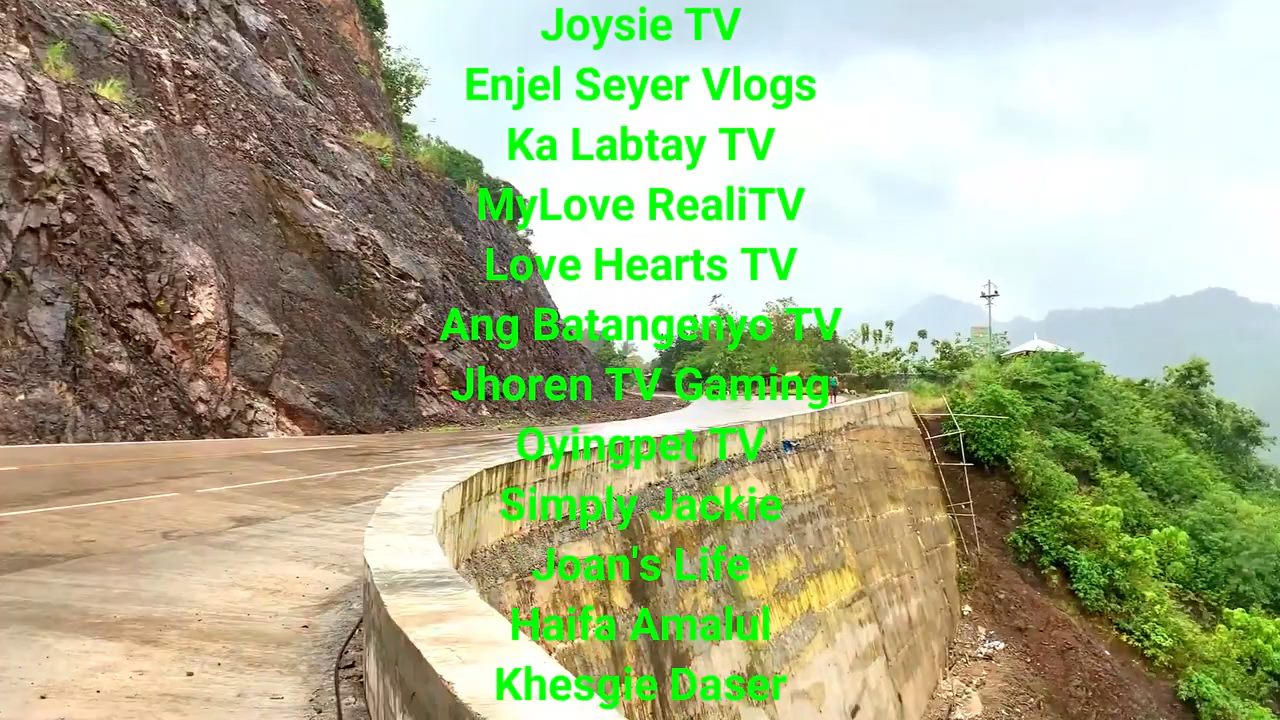 Joysie TV
Enjel Seyer Vlogs
Ka Labtay TV
MyLove RealiTV
Love Hearts TV
Ang Batangenyo TV
Jhoren TV Gaming
Oyingpet TV
Simply Jackie
Joan's Life
Haifa Amalul
Khesgie Daser